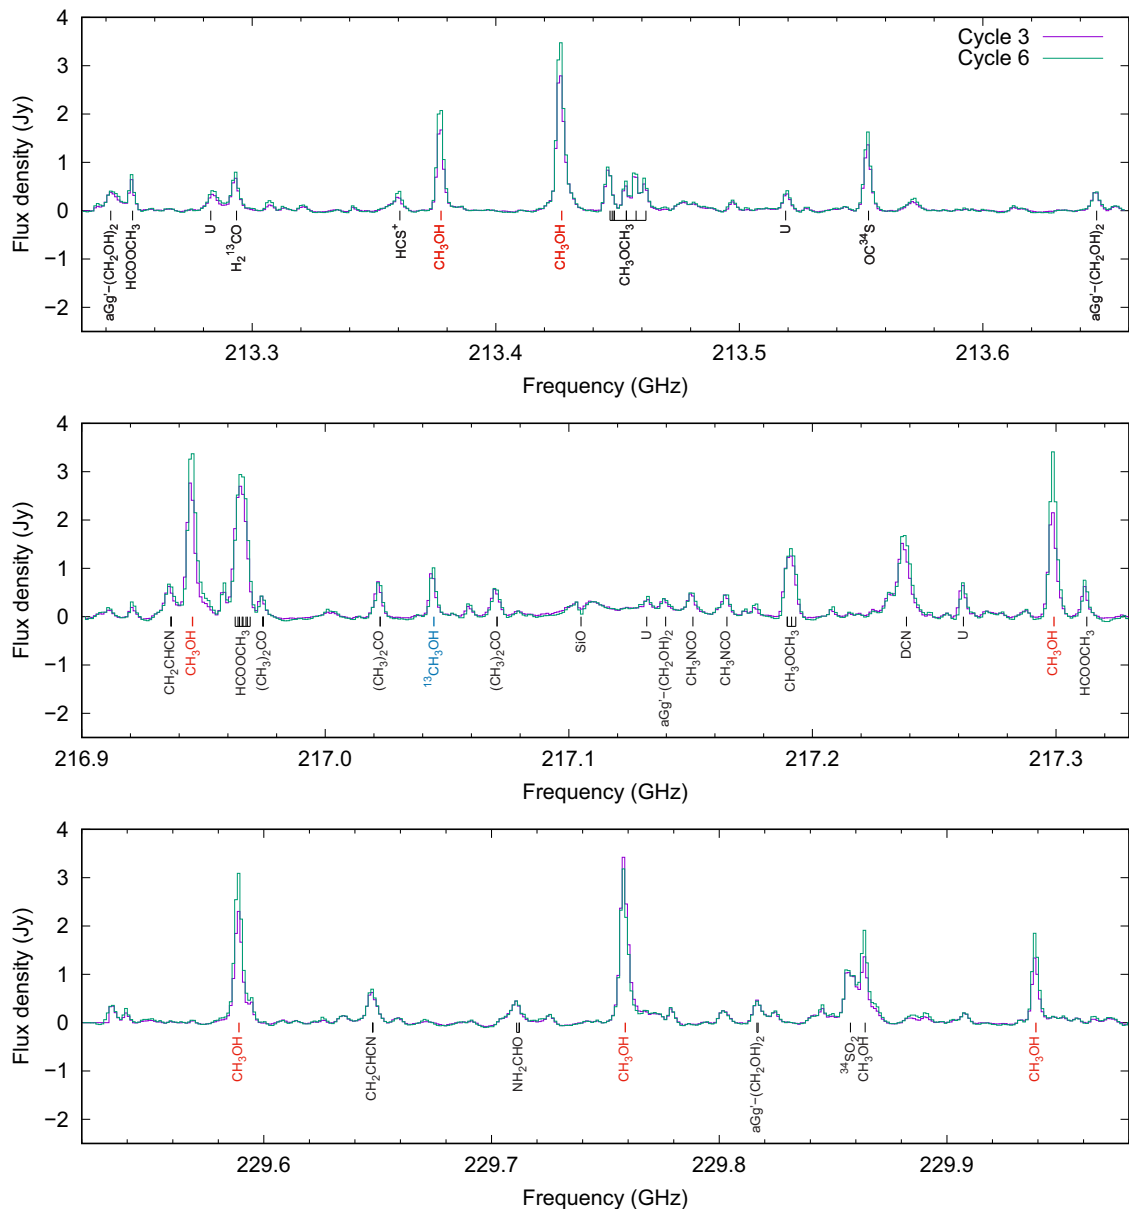 Cycle 3
Cycle 6
Flux density (Jy)
4
3
2
1
0
−1
−2
aGg'−(CH₂OH)₂
HCOOCH₃
U
H₂¹³CO
HCS⁺
CH₃OH
CH₃OH
CH₃OCH₃
U
OC³⁴S
aGg'−(CH₂OH)₂
213.3 213.4 213.5 213.6
Frequency (GHz)
Flux density (Jy)
4
3
2
1
0
−1
−2
CH₂CHCN
CH₃OH
HCOOCH₃
(CH₃)₂CO
(CH₃)₂CO
¹³CH₃OH
(CH₃)₂CO
SiO
U
aGg'−(CH₂OH)₂
CH₃NCO
CH₃NCO
CH₃OCH₃
DCN
U
CH₃OH
HCOOCH₃
216.9 217.0 217.1 217.2 217.3
Frequency (GHz)
Flux density (Jy)
4
3
2
1
0
−1
−2
CH₃OH
CH₂CHCN
NH₂CHO
CH₃OH
aGg'−(CH₂OH)₂
³⁴SO₂
CH₃OH
CH₃OH
229.6 229.7 229.8 229.9
Frequency (GHz)